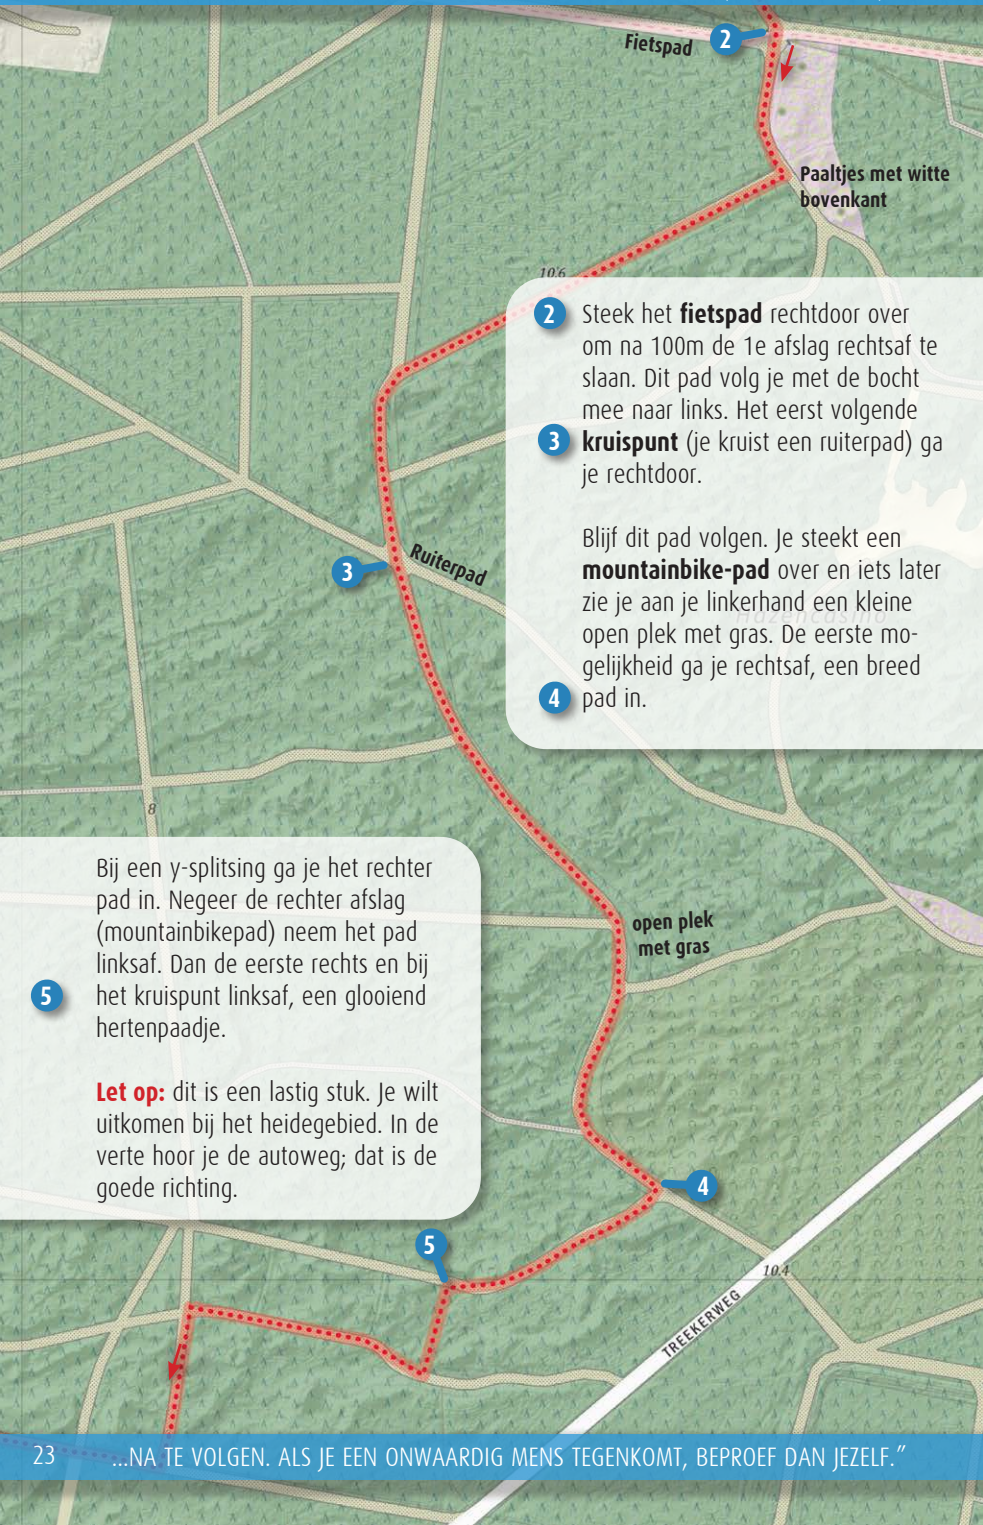 Fietspad
2
Paaltjes met witte
bovenkant
10.6
2 Steek het fietspad rechtdoor over
om na 100m de 1e afslag rechtsaf te
slaan. Dit pad volg je met de bocht
mee naar links. Het eerst volgende
3 kruispunt (je kruist een ruiterpad) ga
je rechtdoor.
Blijf dit pad volgen. Je steekt een
mountainbike-pad over en iets later
zie je aan je linkerhand een kleine
open plek met gras. De eerste mo-
gelijkheid ga je rechtsaf, een breed
4 pad in.
Hazencasino
Ruiterpad
3
8
open plek
met gras
Bij een y-splitsing ga je het rechter
pad in. Negeer de rechter afslag
(mountainbikepad) neem het pad
linksaf. Dan de eerste rechts en bij
5 het kruispunt linksaf, een glooiend
hertenpaadje.
Let op: dit is een lastig stuk. Je wilt
uitkomen bij het heidegebied. In de
verte hoor je de autoweg; dat is de
goede richting.
4
5
10.4
TREEKERWEG
23 ...NA TE VOLGEN. ALS JE EEN ONWAARDIG MENS TEGENKOMT, BEPROEF DAN JEZELF.”